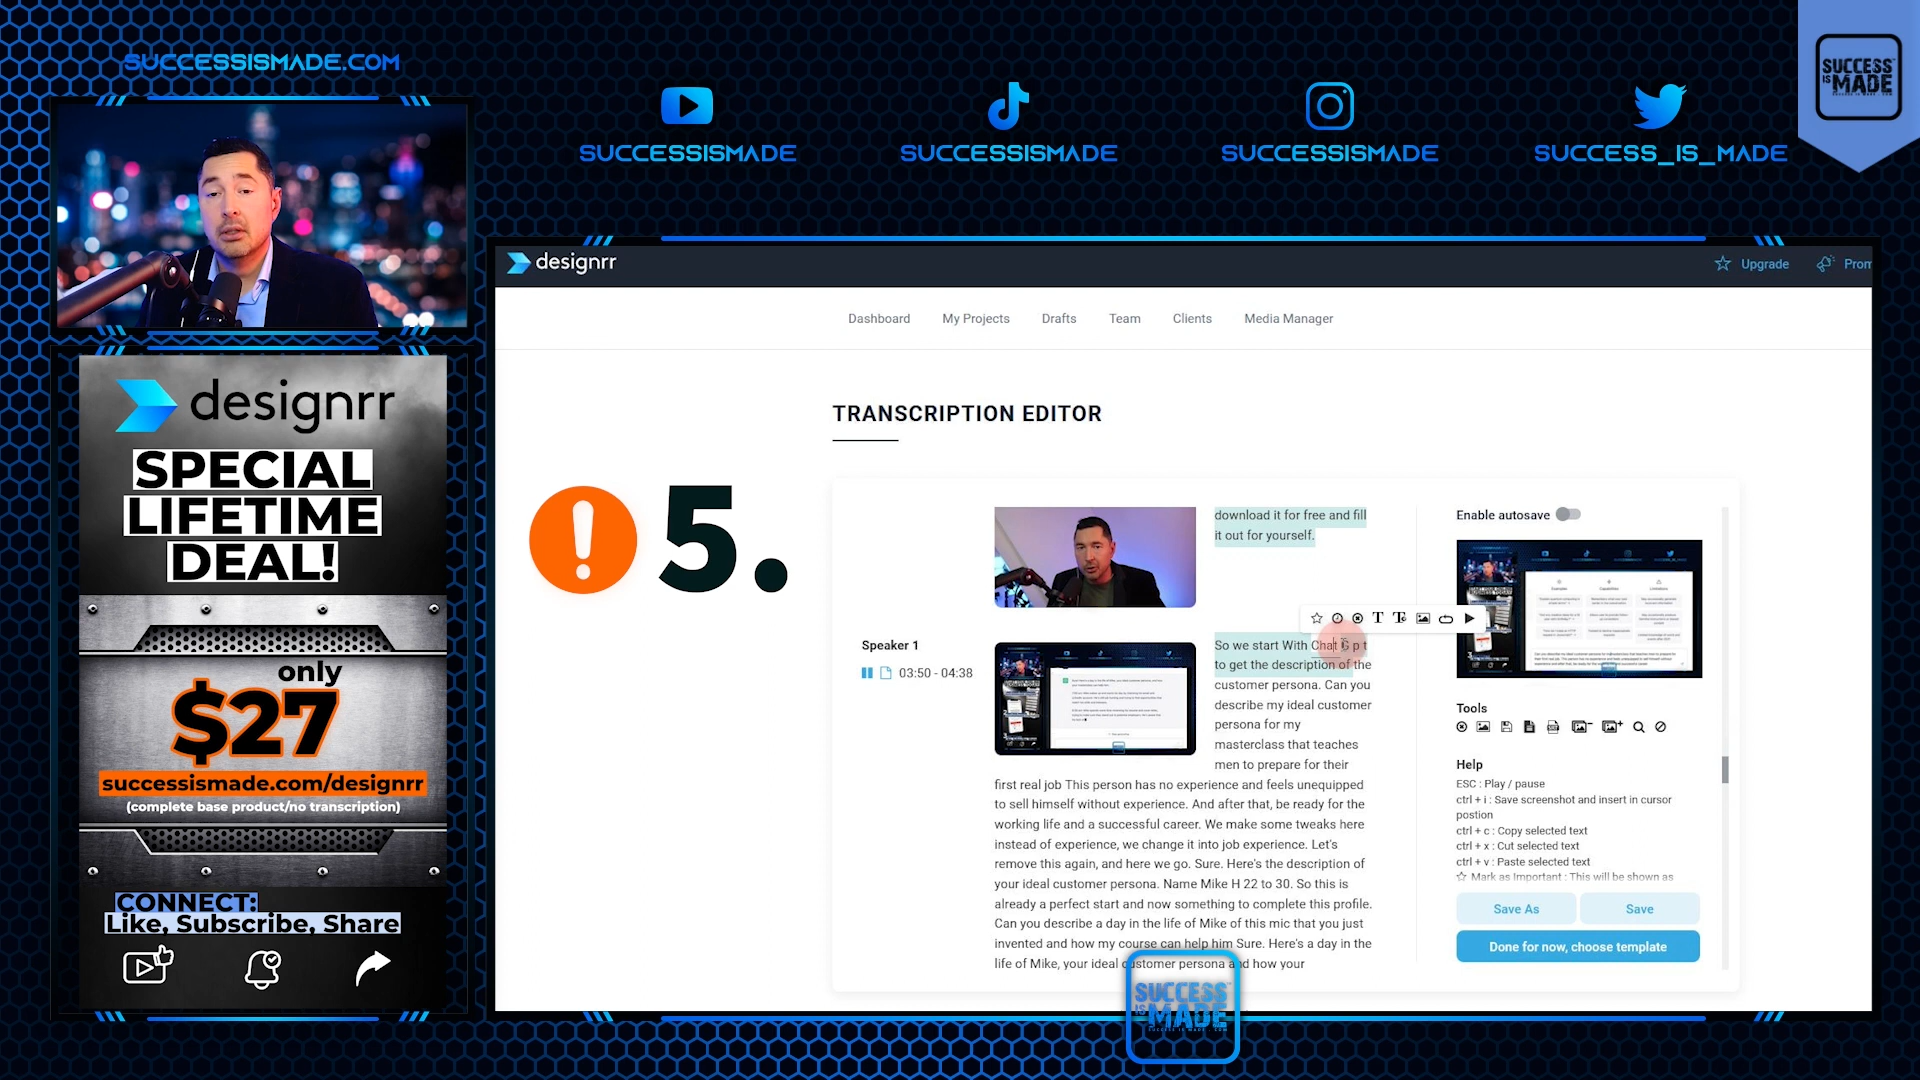 SUCCESSISMADE.COM
SUCCESSISMADE
SUCCESSISMADE
SUCCESSISMADE
SUCCESS_IS_MADE
SUCCESS
IS MADE
SUCCESS IS MADE . COM
designrr
SPECIAL
LIFETIME
DEAL!
only
$27
successismade.com/designrr
(complete base product/no transcription)
CONNECT:
Like, Subscribe, Share
designrr
Upgrade
Prom
Dashboard
My Projects
Drafts
Team
Clients
Media Manager
TRANSCRIPTION EDITOR
5.
download it for free and fill
it out for yourself.
Speaker 1
03:50 - 04:38
So we start With Chat G p t
to get the description of the
customer persona. Can you
describe my ideal customer
persona for my
masterclass that teaches
men to prepare for their
first real job This person has no experience and feels unequipped
to sell himself without experience. And after that, be ready for the
working life and a successful career. We make some tweaks here
instead of experience, we change it into job experience. Let's
remove this again, and here we go. Sure. Here's the description of
your ideal customer persona. Name Mike H 22 to 30. So this is
already a perfect start and now something to complete this profile.
Can you describe a day in the life of Mike of this mic that you just
invented and how my course can help him Sure. Here's a day in the
life of Mike, your ideal customer persona and how your
Enable autosave
Tools
Help
ESC : Play / pause
ctrl + i : Save screenshot and insert in cursor
postion
ctrl + c : Copy selected text
ctrl + x : Cut selected text
ctrl + v : Paste selected text
Mark as Important : This will be shown as
Save As
Save
Done for now, choose template
SUCCESS
IS MADE
SUCCESS IS MADE . COM